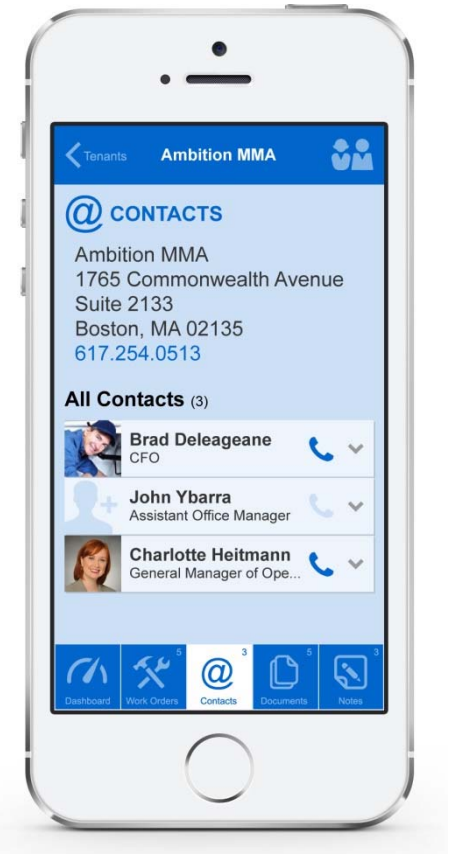 Tenants
Ambition MMA
@ CONTACTS
Ambition MMA
1765 Commonwealth Avenue
Suite 2133
Boston, MA 02135
617.254.0513
All Contacts (3)
Brad Deleageane
CFO
John Ybarra
Assistant Office Manager
Charlotte Heitmann
General Manager of Ope...
5
3
5
3
@
Dashboard
Work Orders
Contacts
Documents
Notes